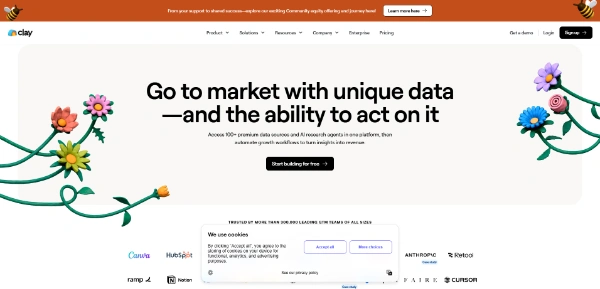 From your support to shared success—explore our exciting Community equity offering and journey here!
Learn more here →
clay
Product
Solutions
Resources
Company
Enterprise
Pricing
Get a demo
Login
Sign up →
Go to market with unique data
—and the ability to act on it
Access 100+ premium data sources and AI research agents in one platform, then
automate growth workflows to turn insights into revenue.
Start building for free →
TRUSTED BY MORE THAN 300,000 LEADING GTM TEAMS OF ALL SIZES
We use cookies
By clicking "Accept all", you agree to the
storing of cookies on your device for
functional, analytics, and advertising
purposes.
Accept all
More choices
See our privacy policy
Canva
HubSpot
ANTHROPIC
Retool
ramp
Notion
FAIRE
CURSOR